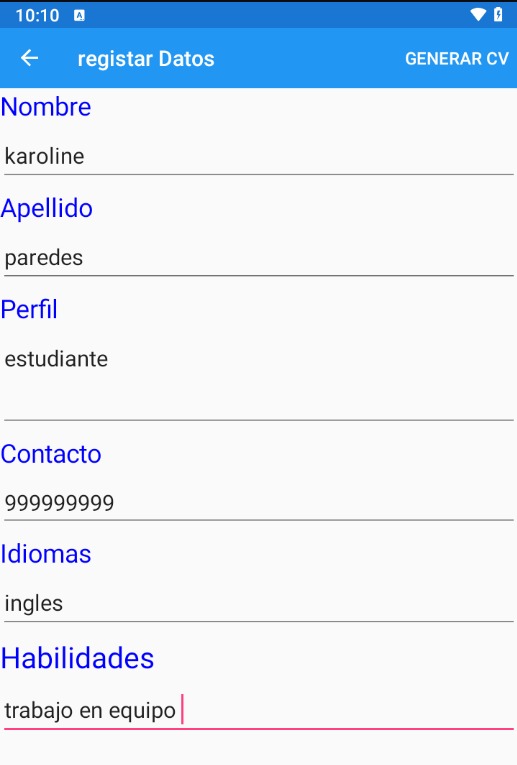 10:10 A
registar Datos GENERAR CV
Nombre
karoline
Apellido
paredes
Perfil
estudiante
Contacto
999999999
Idiomas
ingles
Habilidades
trabajo en equipo